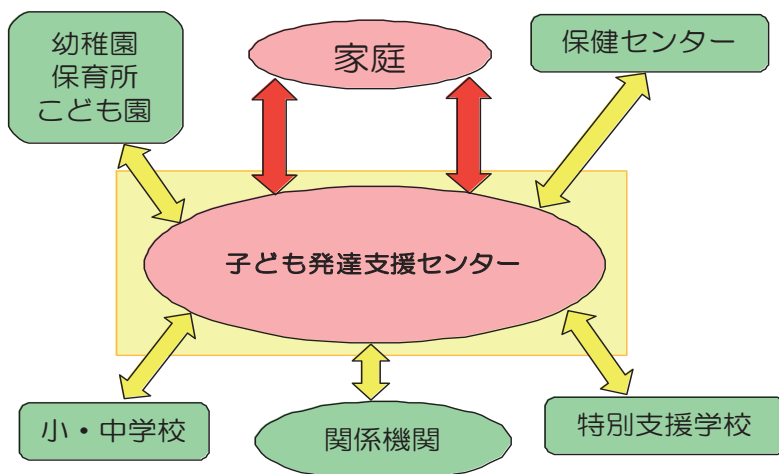 幼稚園
保育所
こども園
家庭
保健センター
子ども発達支援センター
小・中学校
関係機関
特別支援学校